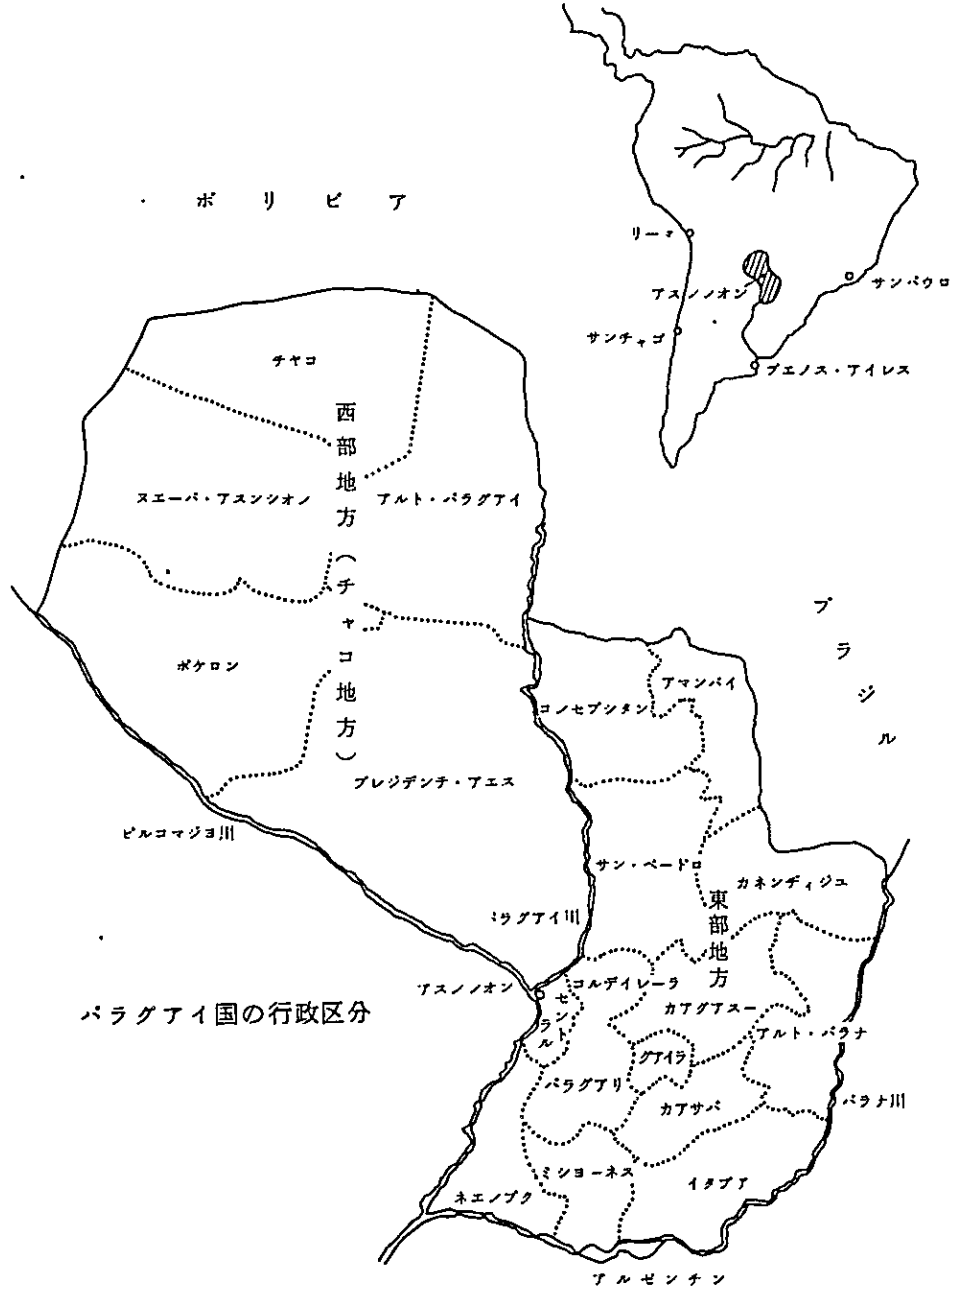 ボリビア
リーマ
アスンシオン
サンパウロ
サンチャゴ
ブエノス・アイレス
チヤコ
西部地方（チャコ地方）
ヌエーバ・アスンシオノ
アルト・パラグアイ
ブラジル
ボケロン
アマンバイ
コノセプシタン
プレジデンテ・アエス
ピルコマジョ川
サン・ペードロ
カネンディジユ
東部地方
パラグアイ川
アスンシオン
コルデイレーラ
セントラル
カアグアスー
パラグアイ国の行政区分
アルト・パラナ
グアイラ
パラグアリ
カアサパ
パラナ川
ミシヨーネス
イタプア
ネエノブク
アルゼンチン